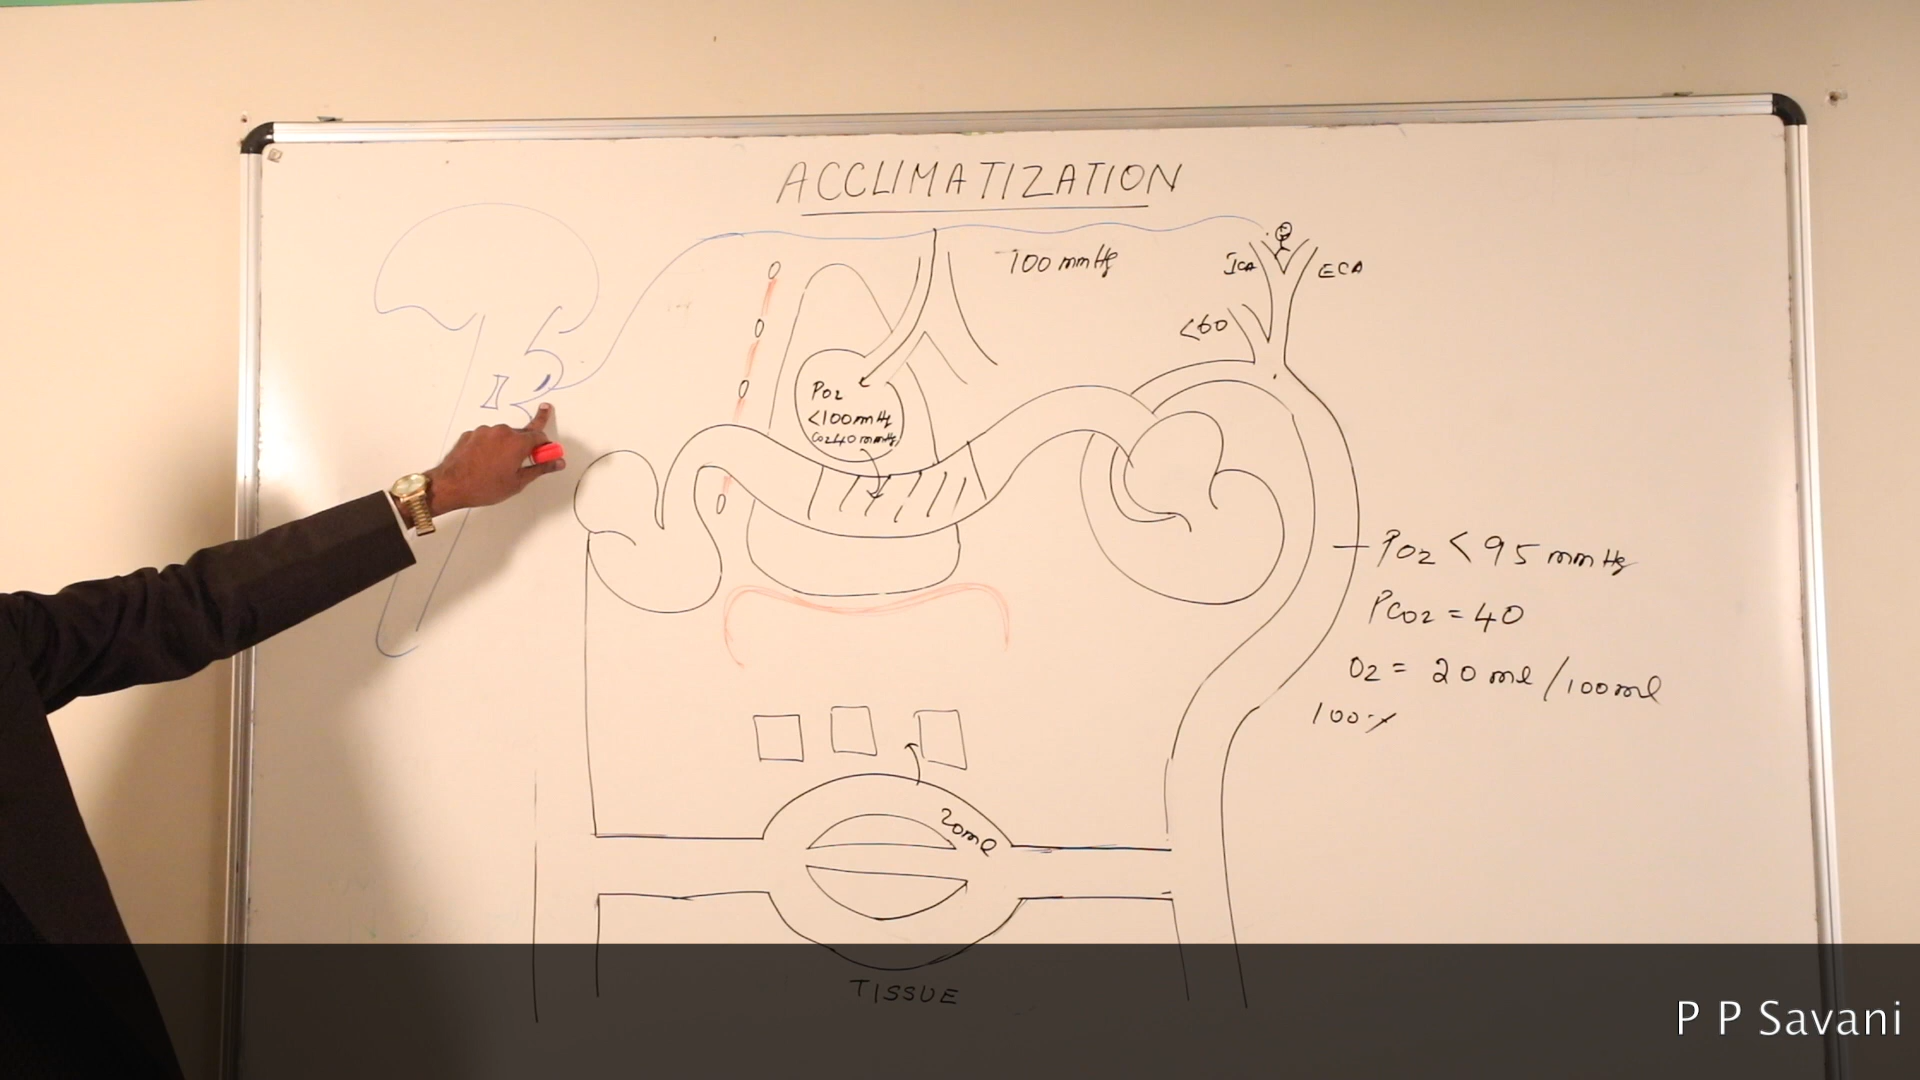 ACCLIMATIZATION
100 mmHg
ICA
ECA
<60
PO2
<100mmHg
CO2 40 mmHg
PO2 < 95 mmHg
PCO2 = 40
O2 = 20 ml/100ml
100%
20ml
TISSUE
P P Savani